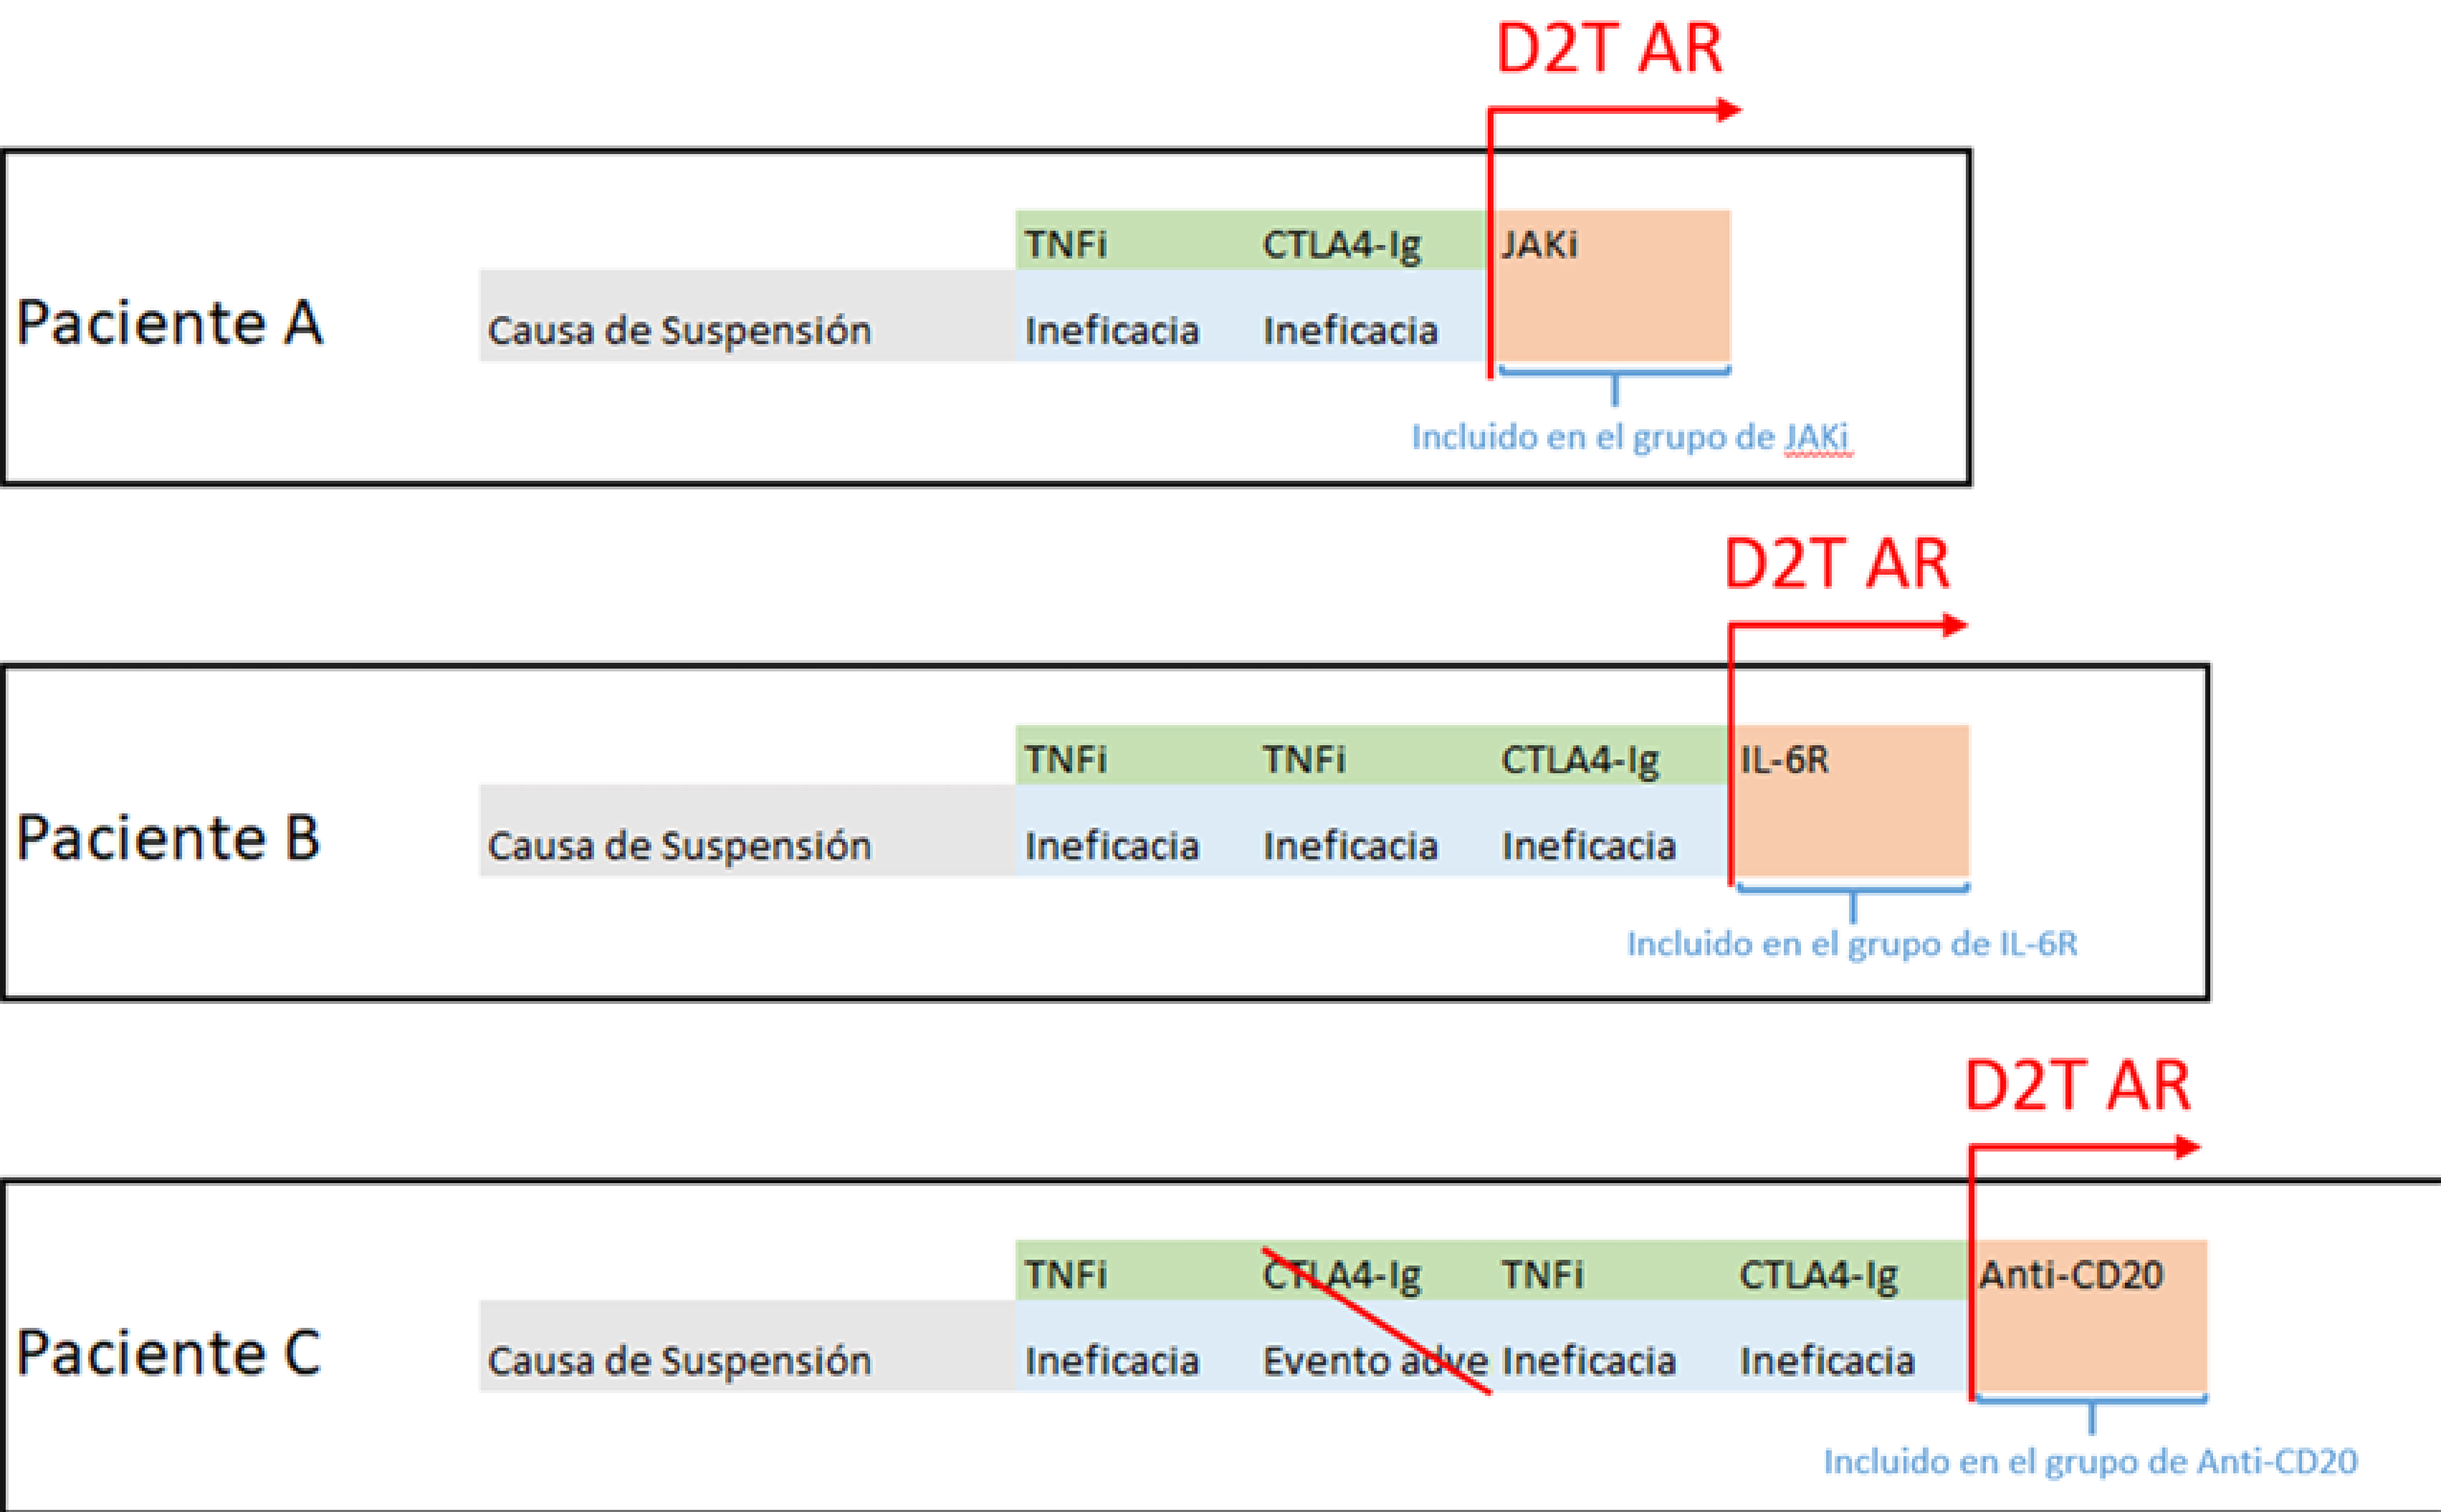 D2T AR
TNFi CTLA4-Ig JAKi
Paciente A Causa de Suspensión Ineficacia Ineficacia
Incluido en el grupo de JAKi
D2T AR
TNFi TNFi CTLA4-Ig IL-6R
Paciente B Causa de Suspensión Ineficacia Ineficacia Ineficacia
Incluido en el grupo de IL-6R
D2T AR
TNFi CTLA4-Ig TNFi CTLA4-Ig Anti-CD20
Paciente C Causa de Suspensión Ineficacia Evento adve Ineficacia Ineficacia
Incluido en el grupo de Anti-CD20